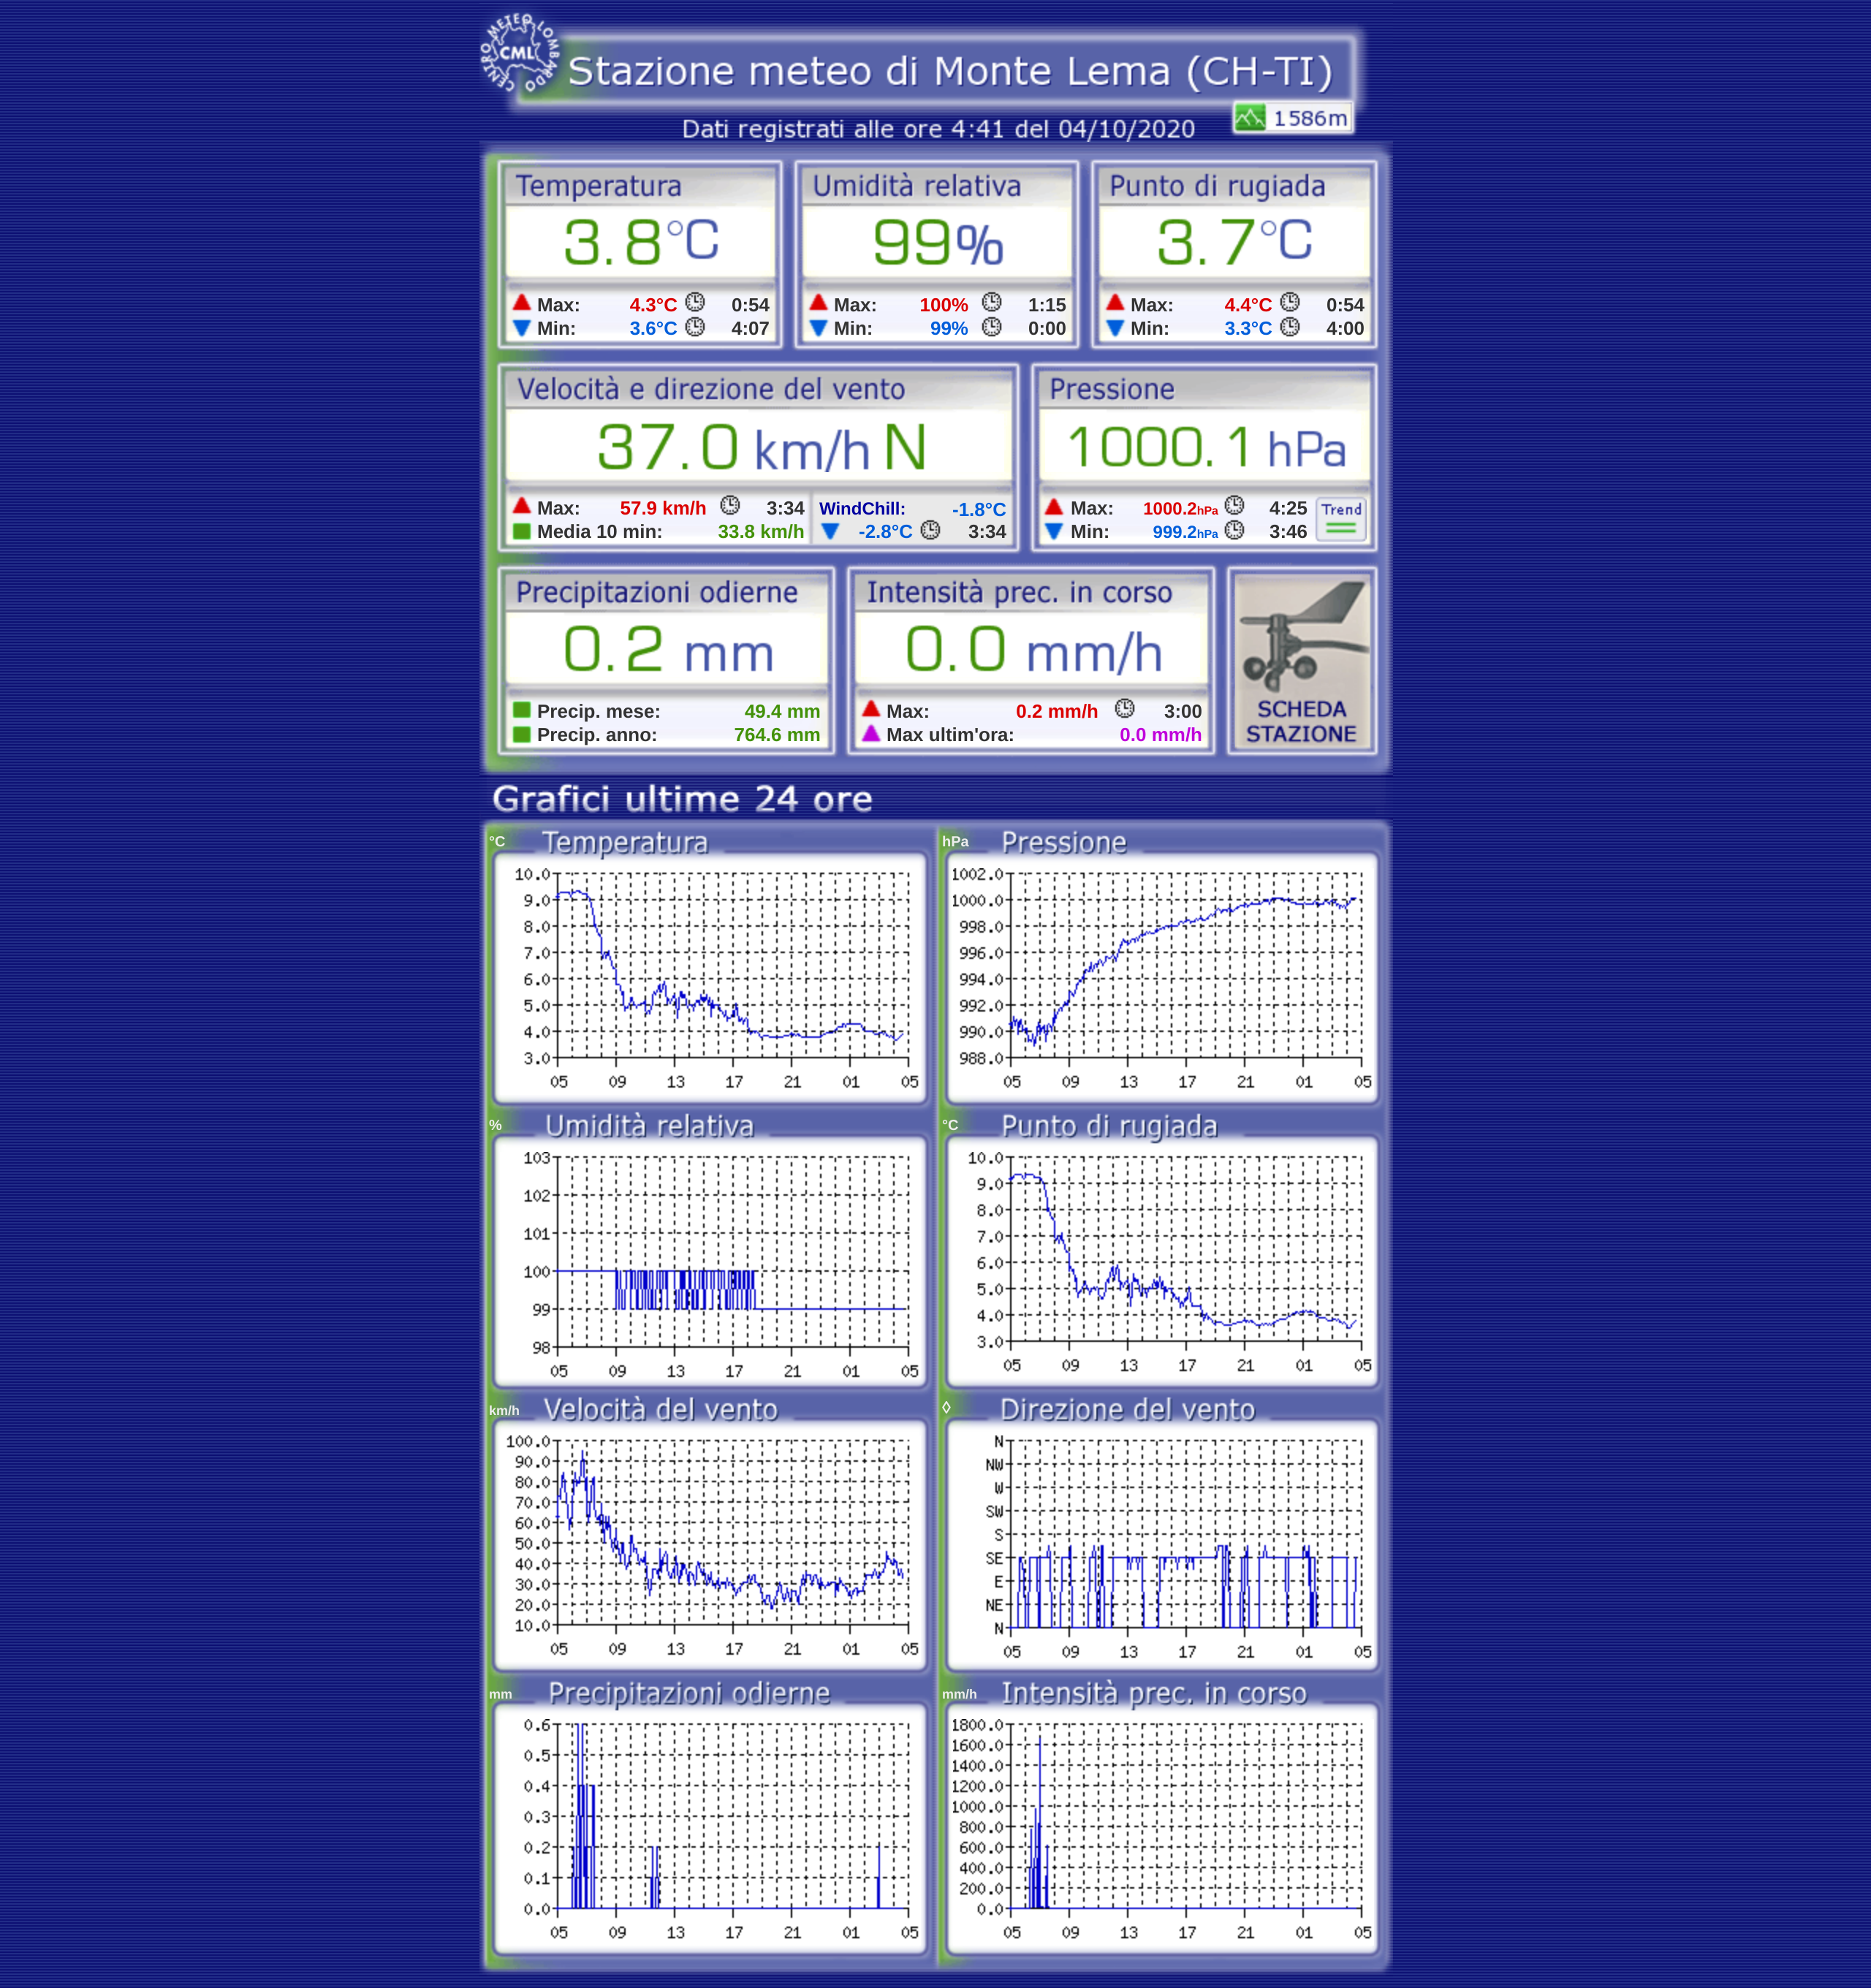 CENTRO METEO LOMBARDO
CML
Stazione meteo di Monte Lema (CH-TI)
1586m
Dati registrati alle ore 4:41 del 04/10/2020
Temperatura Umidità relativa Punto di rugiada
3.8°C 99% 3.7°C
Max: 4.3°C 0:54 Max: 100% 1:15 Max: 4.4°C 0:54
Min: 3.6°C 4:07 Min: 99% 0:00 Min: 3.3°C 4:00
Velocità e direzione del vento Pressione
37.0 km/h N 1000.1 hPa
Max: 57.9 km/h 3:34 WindChill: -1.8°C Max: 1000.2hPa 4:25 Trend
Media 10 min: 33.8 km/h -2.8°C 3:34 Min: 999.2hPa 3:46
Precipitazioni odierne Intensità prec. in corso
0.2 mm 0.0 mm/h
Precip. mese: 49.4 mm Max: 0.2 mm/h 3:00 SCHEDA
Precip. anno: 764.6 mm Max ultim'ora: 0.0 mm/h STAZIONE
Grafici ultime 24 ore
°C Temperatura
10.0
9.0
8.0
7.0
6.0
5.0
4.0
3.0
05 09 13 17 21 01 05
hPa Pressione
1002.0
1000.0
998.0
996.0
994.0
992.0
990.0
988.0
05 09 13 17 21 01 05
% Umidità relativa
103
102
101
100
99
98
05 09 13 17 21 01 05
°C Punto di rugiada
10.0
9.0
8.0
7.0
6.0
5.0
4.0
3.0
05 09 13 17 21 01 05
km/h Velocità del vento
100.0
90.0
80.0
70.0
60.0
50.0
40.0
30.0
20.0
10.0
05 09 13 17 21 01 05
◊ Direzione del vento
N
NW
W
SW
S
SE
E
NE
N
05 09 13 17 21 01 05
mm Precipitazioni odierne
0.6
0.5
0.4
0.3
0.2
0.1
0.0
05 09 13 17 21 01 05
mm/h Intensità prec. in corso
1800.0
1600.0
1400.0
1200.0
1000.0
800.0
600.0
400.0
200.0
0.0
05 09 13 17 21 01 05